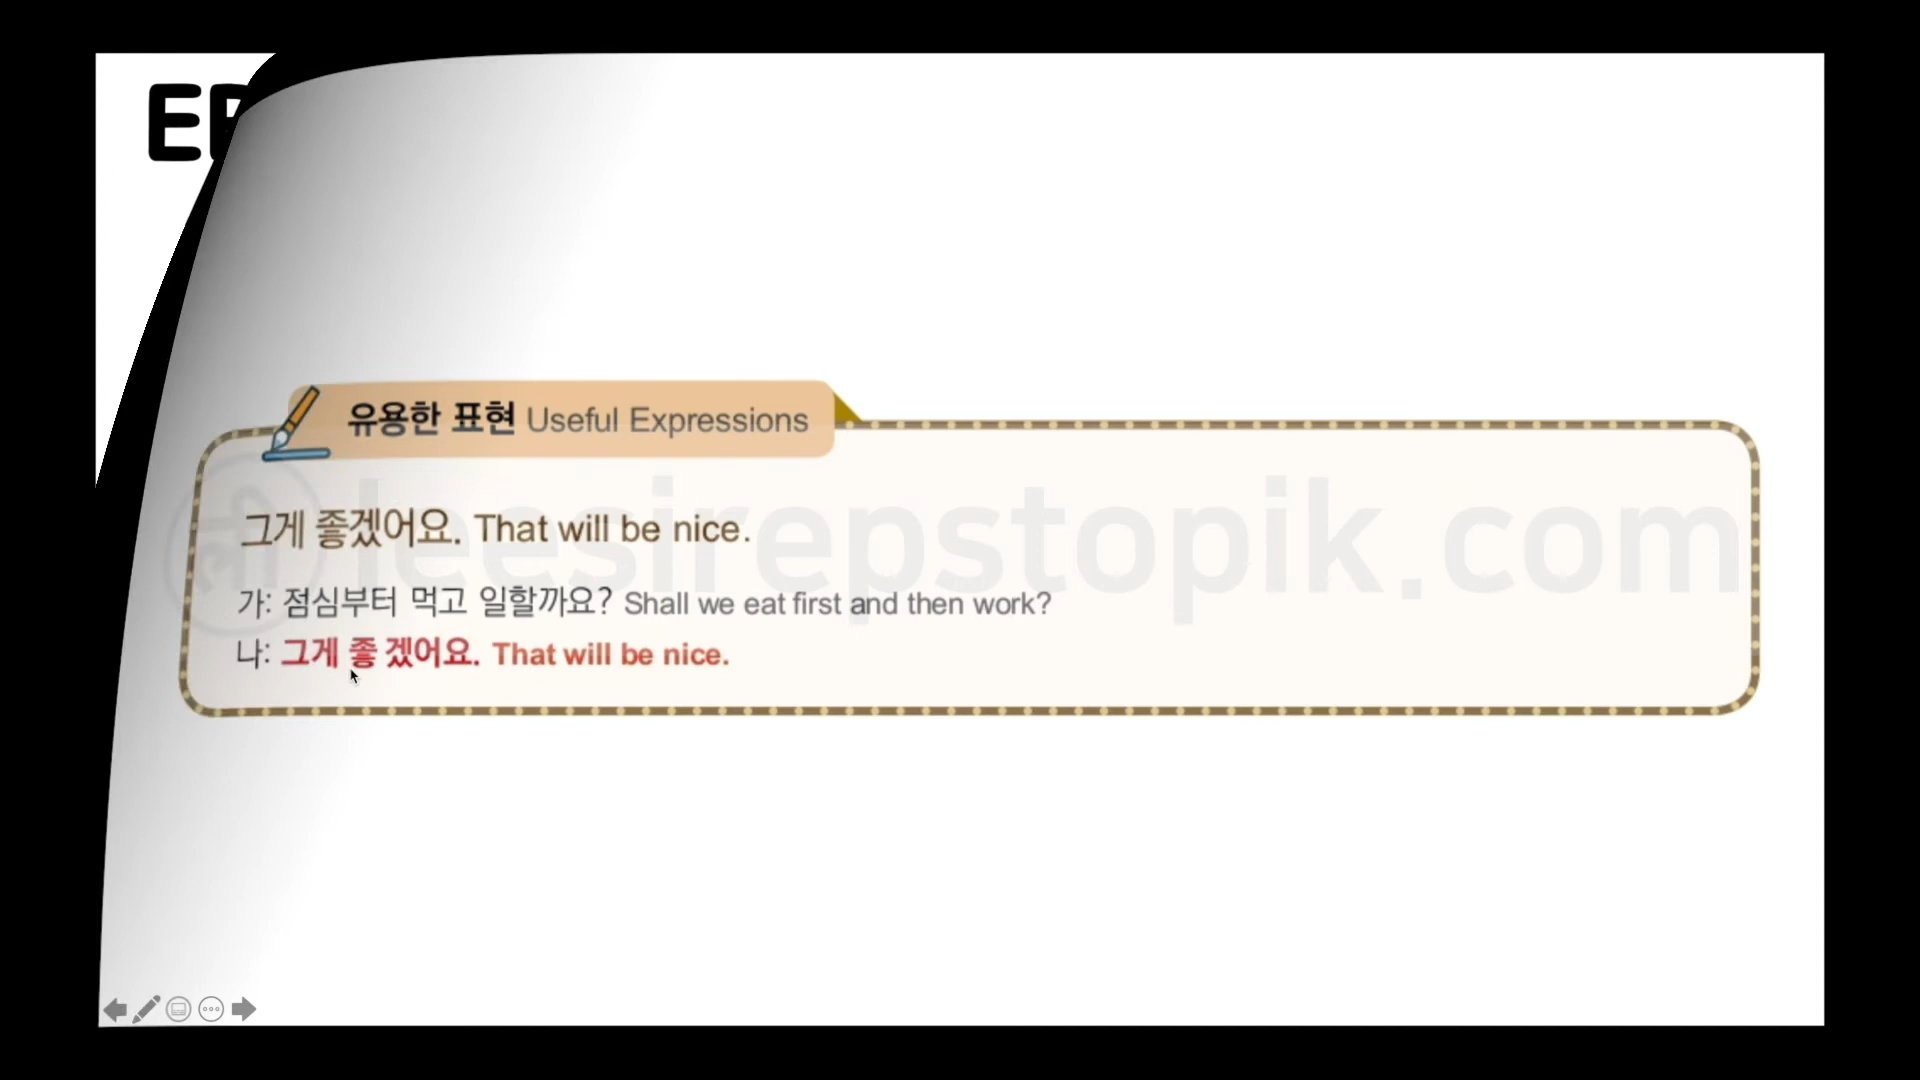 유용한 표현 Useful Expressions
그게 좋겠어요. That will be nice.
가: 점심부터 먹고 일할까요? Shall we eat first and then work?
나: 그게 좋 겠어요. That will be nice.
ली leesirepstopik.com